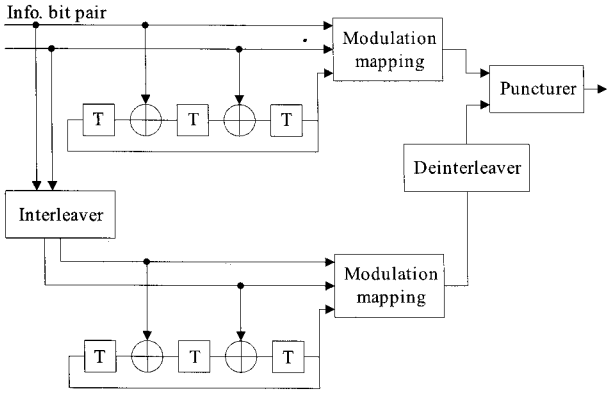 Info. bit pair
Modulation
mapping
Puncturer
T
T
T
Deinterleaver
Interleaver
Modulation
mapping
T
T
T